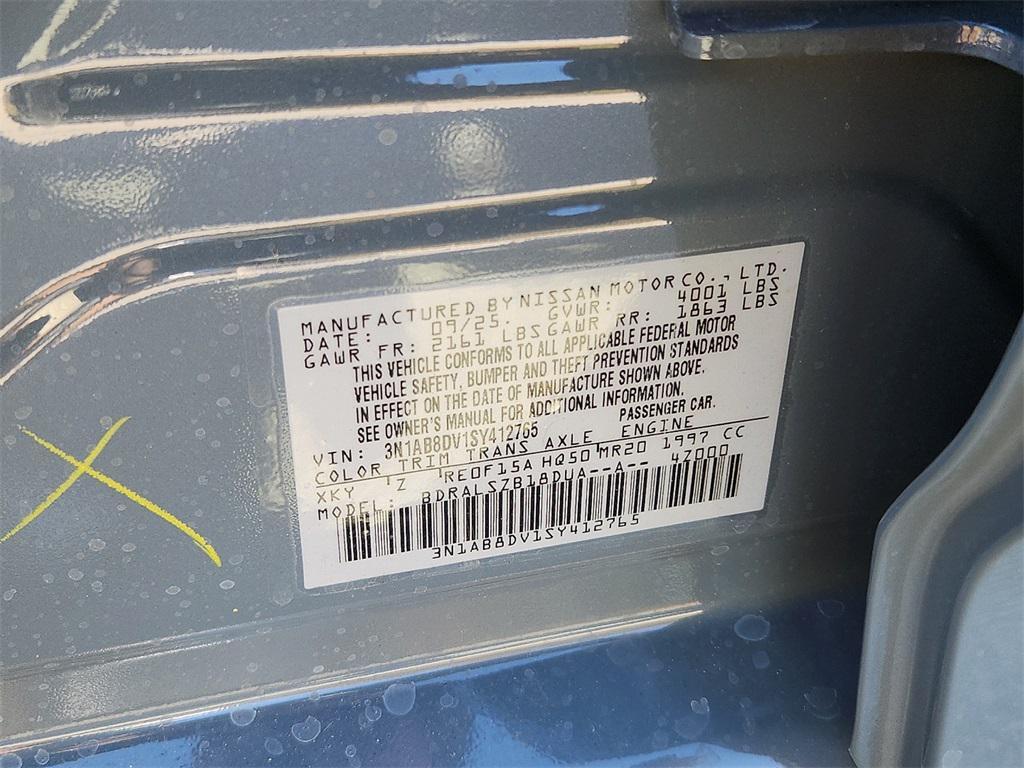 MANUFACTURED BY NISSAN MOTOR CO., LTD.
DATE: 09/25. GVWR: 4001 LBS
GAWR FR: 2161 LBS GAWR RR: 1863 LBS
THIS VEHICLE CONFORMS TO ALL APPLICABLE FEDERAL MOTOR
VEHICLE SAFETY, BUMPER AND THEFT PREVENTION STANDARDS
IN EFFECT ON THE DATE OF MANUFACTURE SHOWN ABOVE.
SEE OWNER'S MANUAL FOR ADDITIONAL INFORMATION.
VIN: 3N1AB8DV1SY412765 PASSENGER CAR.
COLOR TRIM TRANS AXLE ENGINE
XKY Z RE0F15A HQ50 MR20 1997 CC
MODEL: BDRALSZB18DUA--A-- 4Z000
3N1AB8DV1SY412765